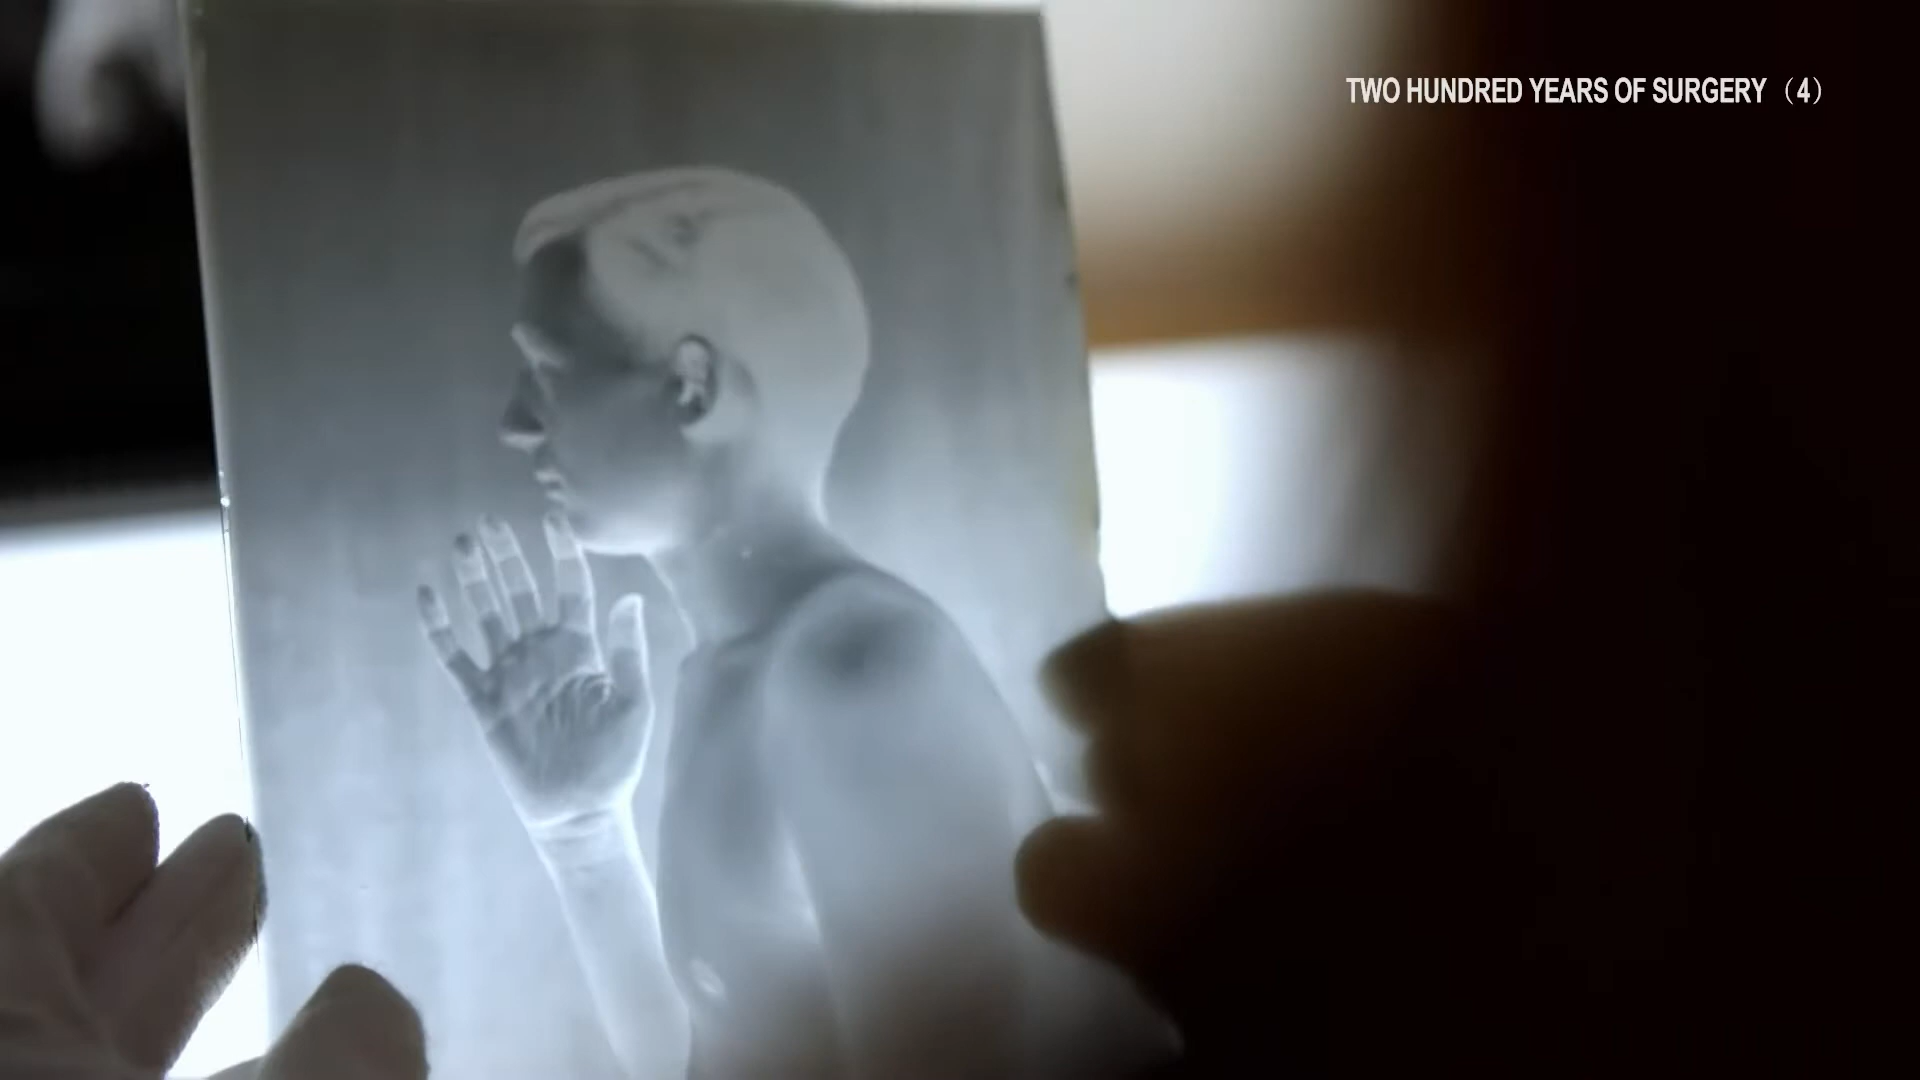 TWO HUNDRED YEARS OF SURGERY（4）